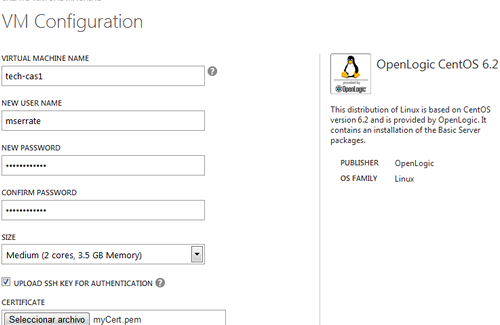 VM Configuration
VIRTUAL MACHINE NAME
tech-cas1
NEW USER NAME
mserrate
NEW PASSWORD
••••••••••••
CONFIRM PASSWORD
••••••••••••
SIZE
Medium (2 cores, 3.5 GB Memory)
UPLOAD SSH KEY FOR AUTHENTICATION
CERTIFICATE
Seleccionar archivo myCert.pem
provided by
OpenLogic
OpenLogic CentOS 6.2
This distribution of Linux is based on CentOS
version 6.2 and is provided by OpenLogic. It
contains an installation of the Basic Server
packages.
PUBLISHER OpenLogic
OS FAMILY Linux